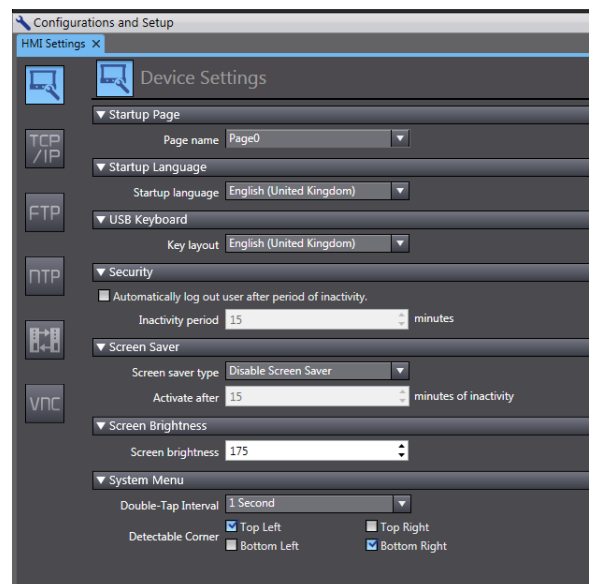 Configurations and Setup
HMI Settings
Device Settings
TCP
/IP
FTP
NTP
VNC
Startup Page
Page name Page0
Startup Language
Startup language English (United Kingdom)
USB Keyboard
Key layout English (United Kingdom)
Security
Automatically log out user after period of inactivity.
Inactivity period 15 minutes
Screen Saver
Screen saver type Disable Screen Saver
Activate after 15 minutes of inactivity
Screen Brightness
Screen brightness 175
System Menu
Double-Tap Interval 1 Second
Detectable Corner Top Left Top Right
Bottom Left Bottom Right